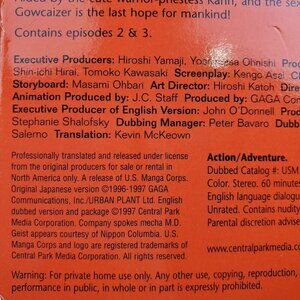 Aided by the cute warrior-priestess Kahn, and the sex
Gowcaizer is the last hope for mankind!
Contains episodes 2 & 3.
Executive Producers: Hiroshi Yamaji, Yoshimasa Ohnishi
Shin-ichi Hirai, Tomoko Kawasaki Screenplay: Kengo Asai
Storyboard: Masami Ohbari Art Director: Hiroshi Katoh
Animation Produced by: J.C. Staff Produced by: GAGA Com
Executive Producer of English Version: John O'Donnell
Stephanie Shalofsky Dubbing Manager: Peter Bavaro Dubb
Salerno Translation: Kevin McKeown
Professionally translated and released under license
from the original producers for sale or rental in
North America only. A release of U.S. Manga Corps.
Original Japanese version ©1996-1997 GAGA
Communications, Inc./URBAN PLANT Ltd. English
dubbed version ©1997 Central Park
Media Corporation. Company spokes mecha M.D.
Geist appears courtesy of Nippon Columbia. U.S.
Manga Corps and logo are registered trademarks of
Central Park Media Corporation. All rights reserved.
Action/Adventure.
Dubbed Catalog #: USM
Color. Stereo. 60 minutes
English language dialogu
Unrated. Contains nudity
Parental discretion advise
www.centralparkmedia.com
Warning: For private home use only. Any other use, copying, reproduction,
performance in public, in whole or in part is expressly prohibited.